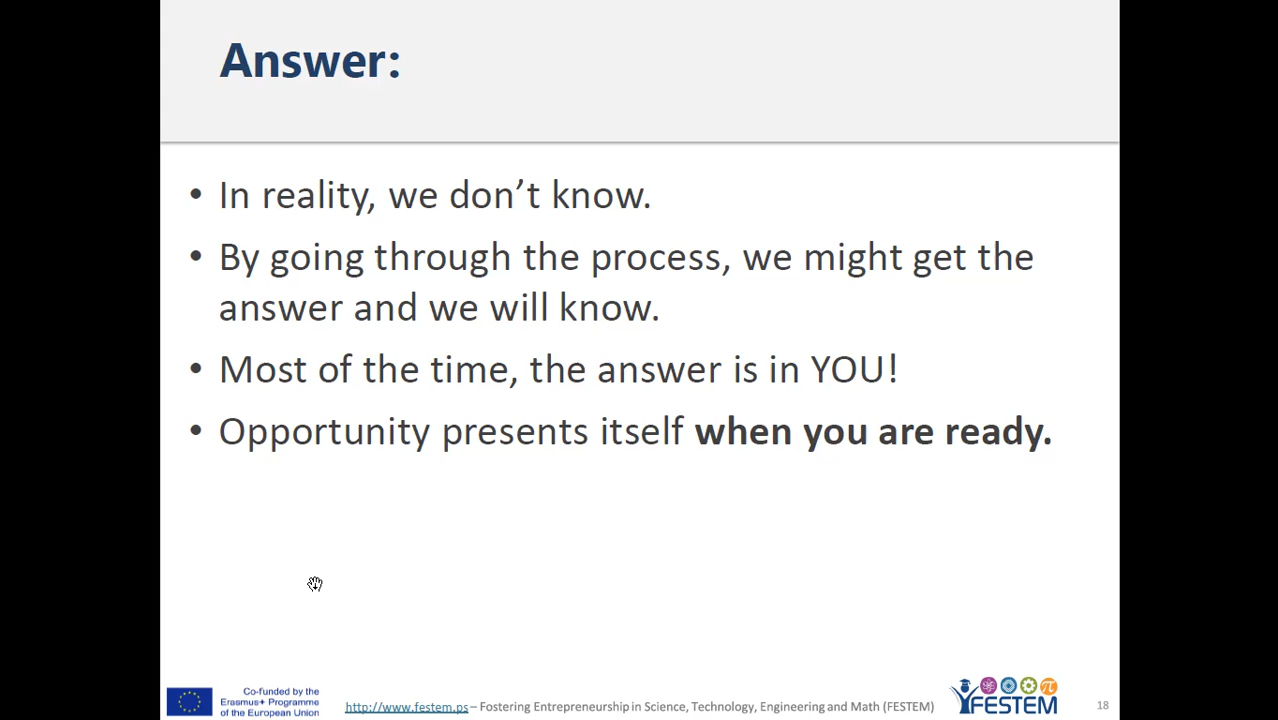 Answer:
• In reality, we don’t know.
• By going through the process, we might get the
answer and we will know.
• Most of the time, the answer is in YOU!
• Opportunity presents itself when you are ready.
Co-funded by the
Erasmus+ Programme
of the European Union
http://www.festem.ps – Fostering Entrepreneurship in Science, Technology, Engineering and Math (FESTEM)
π
FESTEM
18